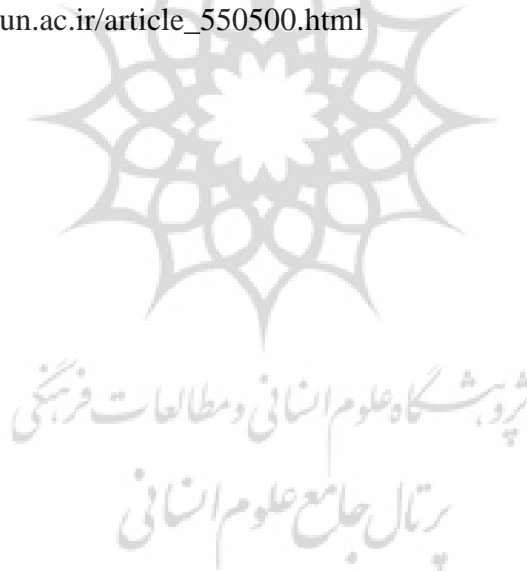 un.ac.ir/article_550500.html
پژوهشگاه علوم انسانی و مطالعات فرهنگی
پرتال جامع علوم انسانی